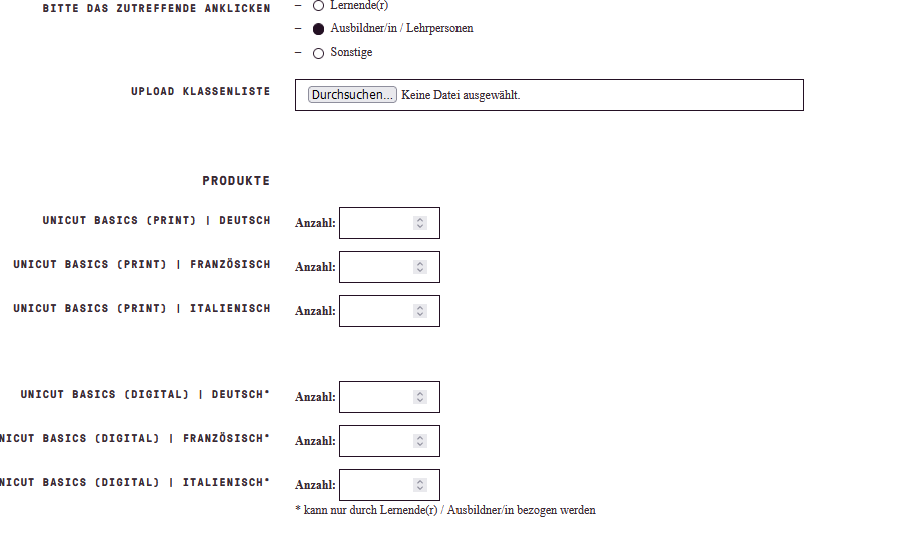 BITTE DAS ZUTREFFENDE ANKLICKEN
– Lernende(r)
– Ausbildner/in / Lehrpersonen
– Sonstige
UPLOAD KLASSENLISTE
Durchsuchen... Keine Datei ausgewählt.
PRODUKTE
UNICUT BASICS (PRINT) | DEUTSCH Anzahl:
UNICUT BASICS (PRINT) | FRANZÖSISCH Anzahl:
UNICUT BASICS (PRINT) | ITALIENISCH Anzahl:
UNICUT BASICS (DIGITAL) | DEUTSCH* Anzahl:
NICUT BASICS (DIGITAL) | FRANZÖSISCH* Anzahl:
NICUT BASICS (DIGITAL) | ITALIENISCH* Anzahl:
* kann nur durch Lernende(r) / Ausbildner/in bezogen werden